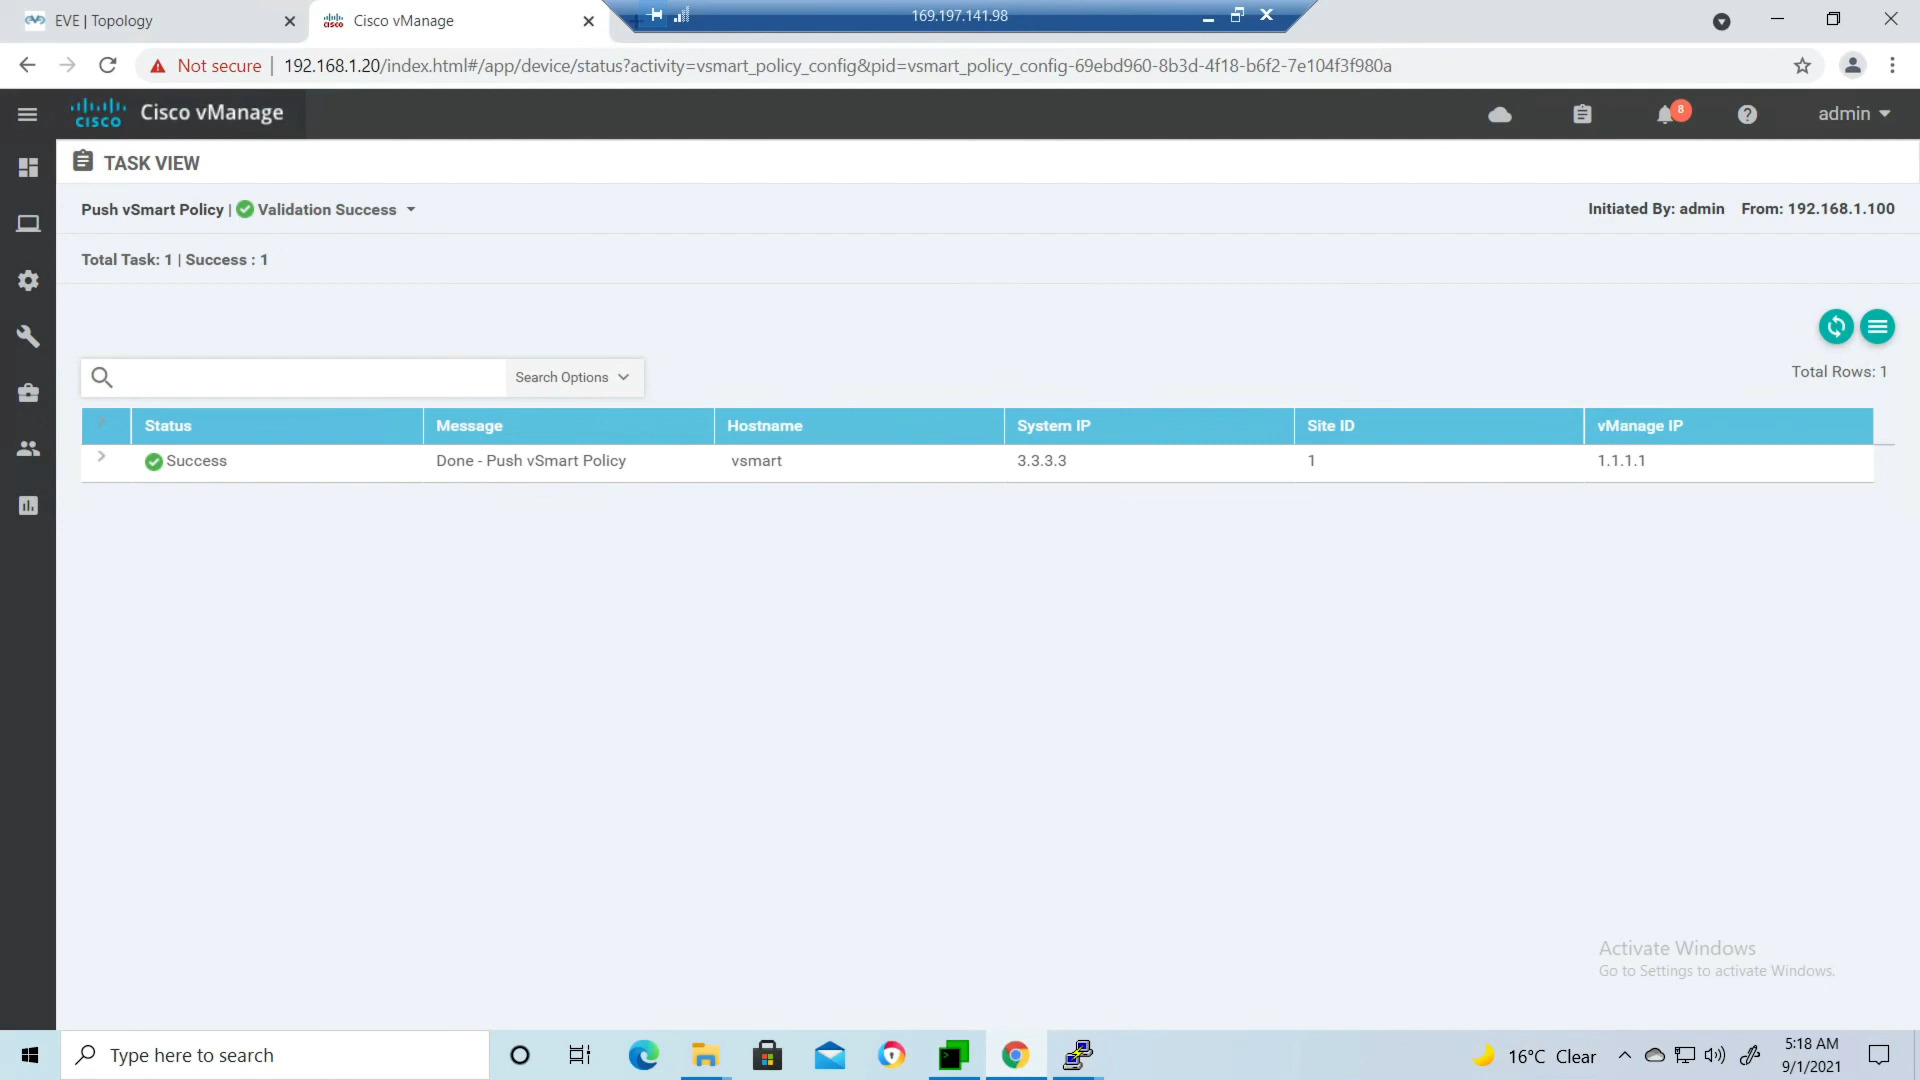 EVE | Topology
Cisco vManage
169.197.141.98
Not secure | 192.168.1.20/index.html#/app/device/status?activity=vsmart_policy_config&pid=vsmart_policy_config-69ebd960-8b3d-4f18-b6f2-7e104f3f980a
cisco Cisco vManage
8
admin
TASK VIEW
Push vSmart Policy | Validation Success
Initiated By: admin From: 192.168.1.100
Total Task: 1 | Success : 1
Search Options
Total Rows: 1
Status Message Hostname System IP Site ID vManage IP
Success Done - Push vSmart Policy vsmart 3.3.3.3 1 1.1.1.1
Activate Windows
Go to Settings to activate Windows.
Type here to search
16°C Clear
5:18 AM
9/1/2021